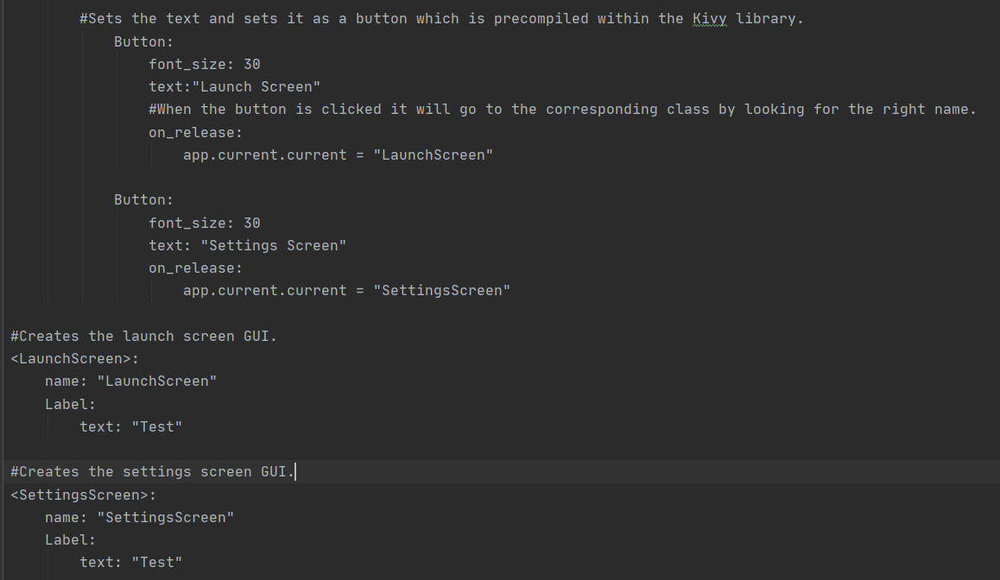 #Sets the text and sets it as a button which is precompiled within the Kivy library.
Button:
font_size: 30
text:"Launch Screen"
#When the button is clicked it will go to the corresponding class by looking for the right name.
on_release:
app.current.current = "LaunchScreen"
Button:
font_size: 30
text: "Settings Screen"
on_release:
app.current.current = "SettingsScreen"
#Creates the launch screen GUI.
<LaunchScreen>:
name: "LaunchScreen"
Label:
text: "Test"
#Creates the settings screen GUI.
<SettingsScreen>:
name: "SettingsScreen"
Label:
text: "Test"